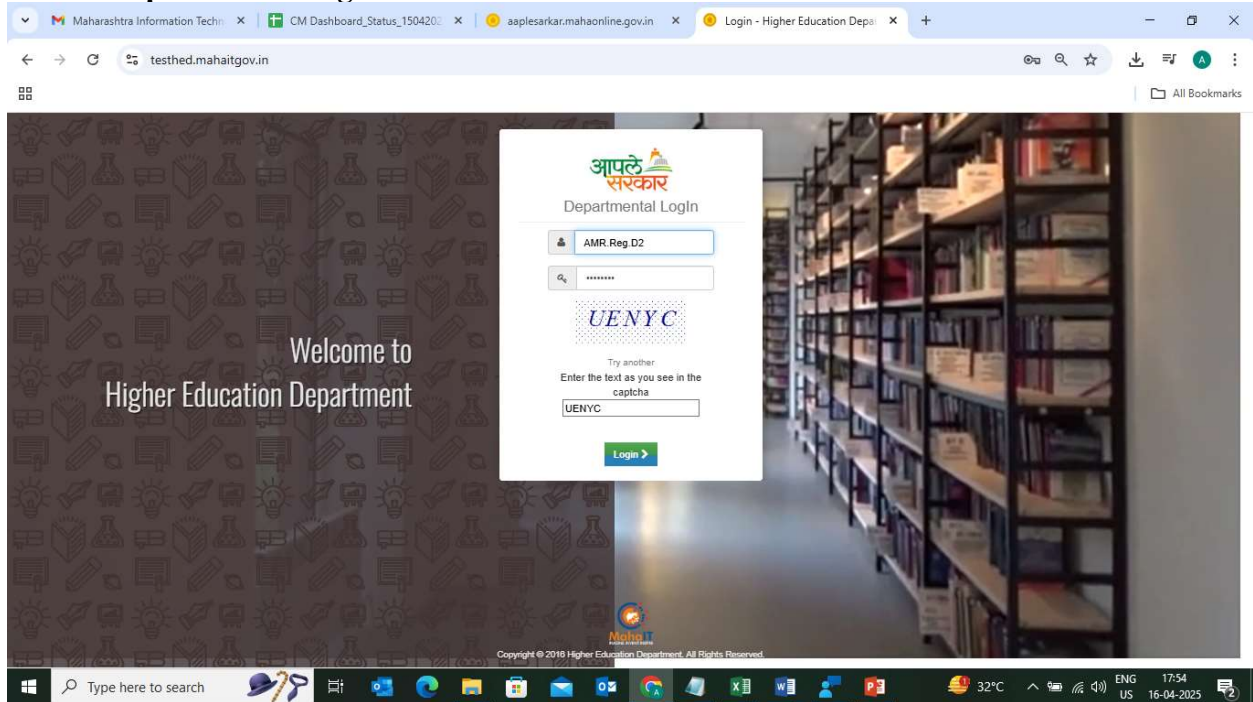 Maharashtra Information Techn
CM Dashboard_Status_1504202
aaplesarkar.mahaonline.gov.in
Login - Higher Education Depa
testhed.mahaitgov.in
A
All Bookmarks
आपले
सरकार
Departmental LogIn
AMR.Reg.D2
••••••••
UENYC
Try another
Enter the text as you see in the
captcha
UENYC
Login
Welcome to
Higher Education Department
MahaIT
Copyright © 2016 Higher Education Department. All Rights Reserved.
Type here to search
32°C
ENG
US
17:54
16-04-2025
2